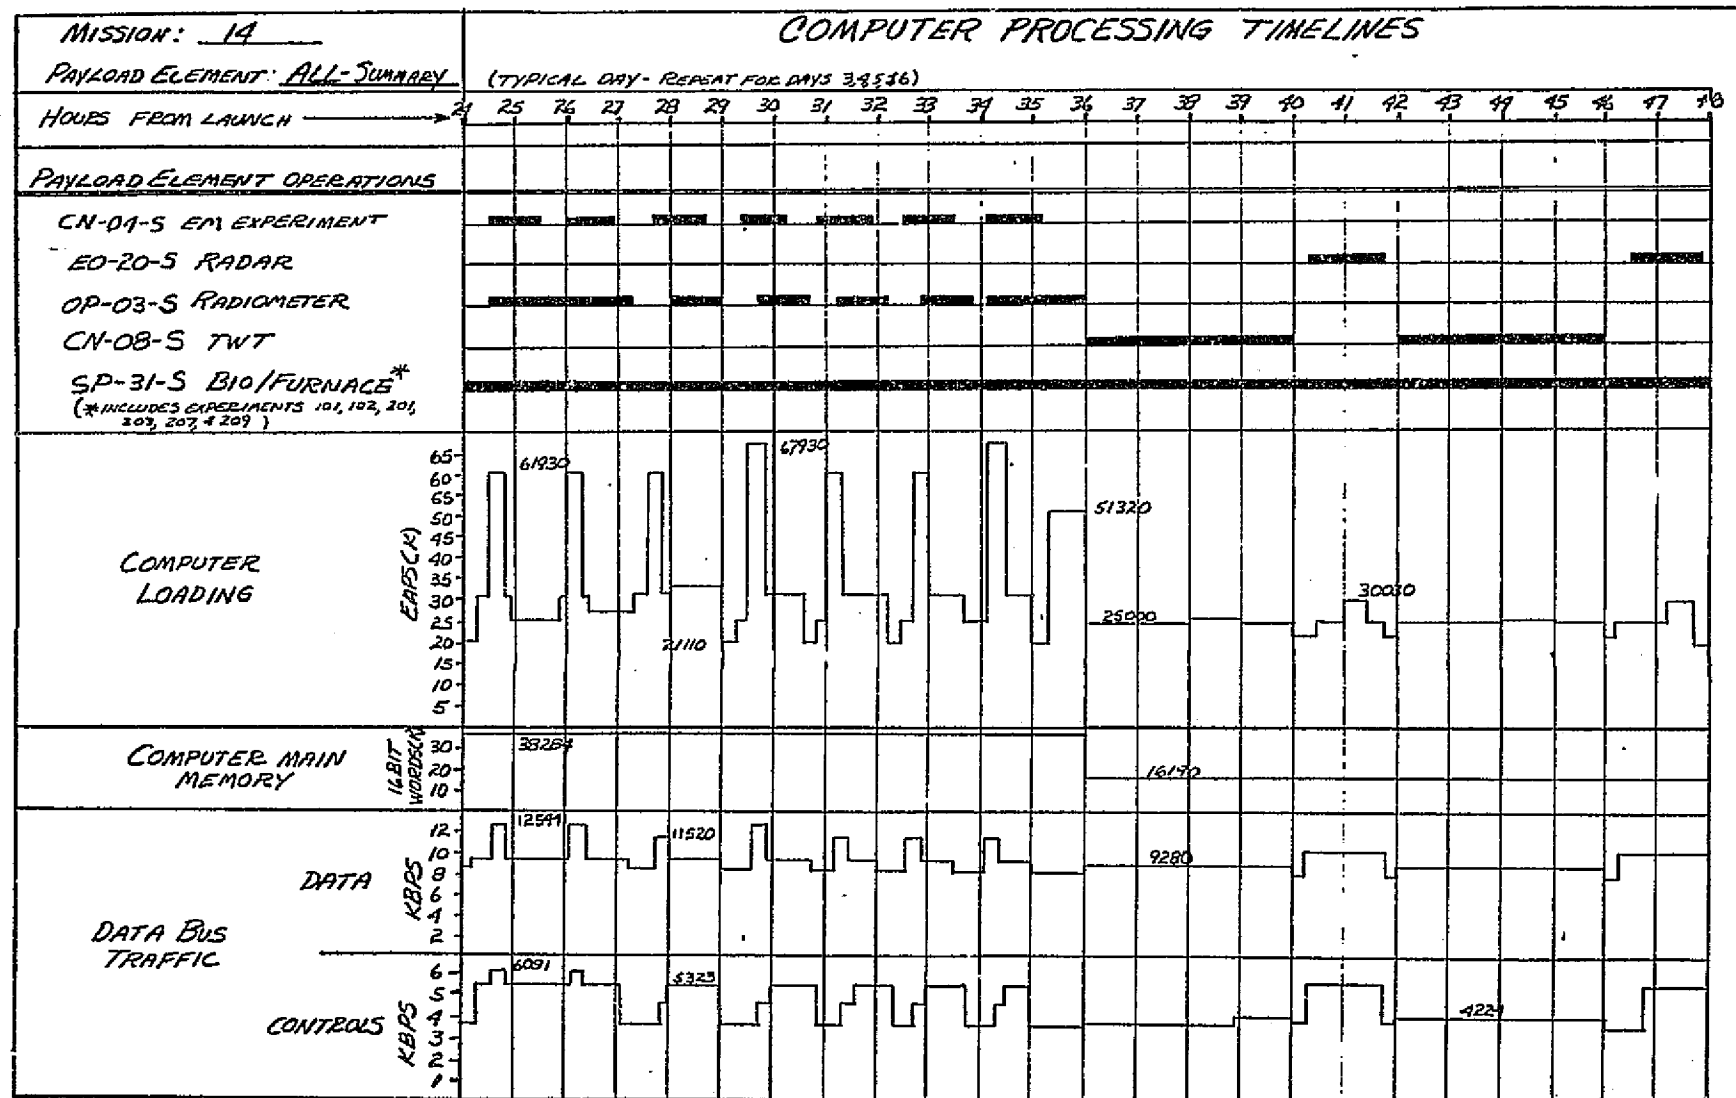 MISSION: 14
COMPUTER PROCESSING TIMELINES
PAYLOAD ELEMENT: ALL-SUMMARY
(TYPICAL DAY - REPEAT FOR DAYS 3,4,5 & 6)
HOURS FROM LAUNCH
24 25 26 27 28 29 30 31 32 33 34 35 36 37 38 39 40 41 42 43 44 45 46 47 48
PAYLOAD ELEMENT OPERATIONS
CN-04-S EM EXPERIMENT
EO-20-S RADAR
OP-03-S RADIOMETER
CN-08-S TWT
SP-31-S BIO/FURNACE*
(*INCLUDES EXPERIMENTS 101, 102, 201,
203, 207, & 209)
COMPUTER
LOADING
EAPS(K)
65
60
55
50
45
40
35
30
25
20
15
10
5
61930
67930
51320
21110
25000
30030
COMPUTER MAIN
MEMORY
16 BIT
WORDS(K)
30
20
10
38264
16190
DATA BUS
TRAFFIC
DATA
KBPS
12
10
8
6
4
2
12544
11520
9280
CONTROLS
KBPS
6
5
4
3
2
1
6091
5323
4224